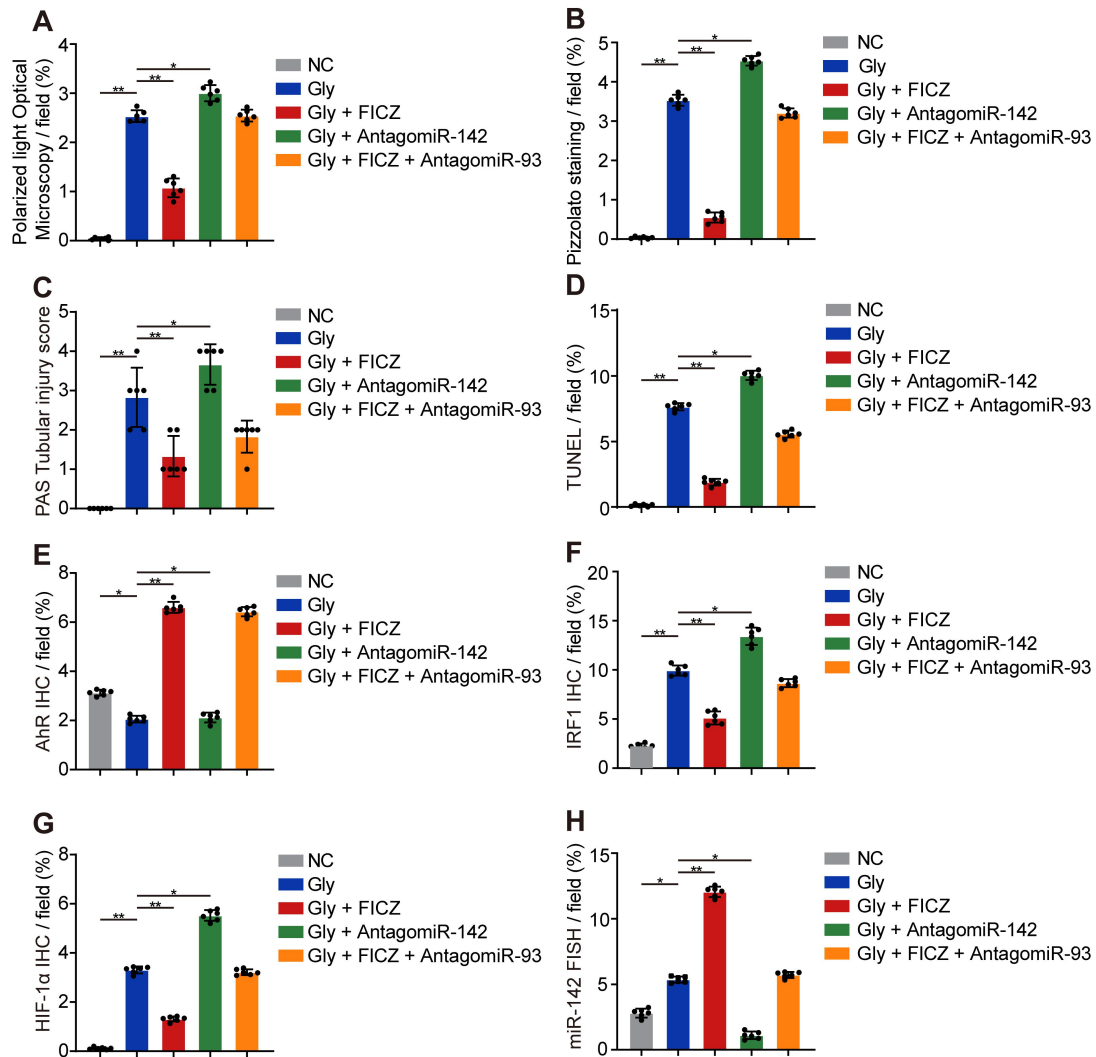 A
Polarized light Optical
Microscopy / field (%)
4
3
2
1
0
**
**
*
NC
Gly
Gly + FICZ
Gly + AntagomiR-142
Gly + FICZ + AntagomiR-93
B
Pizzolato staining / field (%)
5
4
3
2
1
0
**
**
*
NC
Gly
Gly + FICZ
Gly + AntagomiR-142
Gly + FICZ + AntagomiR-93
C
PAS Tubular injury score
5
4
3
2
1
0
**
**
*
NC
Gly
Gly + FICZ
Gly + AntagomiR-142
Gly + FICZ + AntagomiR-93
D
TUNEL / field (%)
15
10
5
0
**
**
*
NC
Gly
Gly + FICZ
Gly + AntagomiR-142
Gly + FICZ + AntagomiR-93
E
AhR IHC / field (%)
8
6
4
2
0
*
**
*
NC
Gly
Gly + FICZ
Gly + AntagomiR-142
Gly + FICZ + AntagomiR-93
F
IRF1 IHC / field (%)
20
15
10
5
0
**
**
*
NC
Gly
Gly + FICZ
Gly + AntagomiR-142
Gly + FICZ + AntagomiR-93
G
HIF-1α IHC / field (%)
8
6
4
2
0
**
**
*
NC
Gly
Gly + FICZ
Gly + AntagomiR-142
Gly + FICZ + AntagomiR-93
H
miR-142 FISH / field (%)
15
10
5
0
*
**
*
NC
Gly
Gly + FICZ
Gly + AntagomiR-142
Gly + FICZ + AntagomiR-93